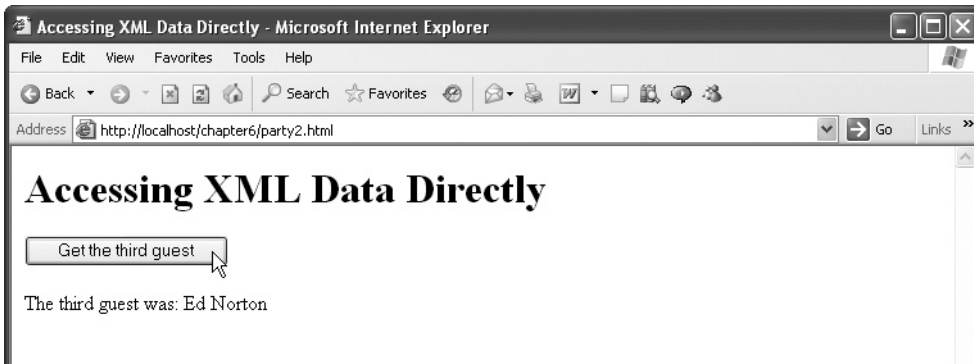 Accessing XML Data Directly - Microsoft Internet Explorer
File Edit View Favorites Tools Help
Back Search Favorites W
Address http://localhost/chapter6/party2.html Go Links »
Accessing XML Data Directly
Get the third guest
The third guest was: Ed Norton